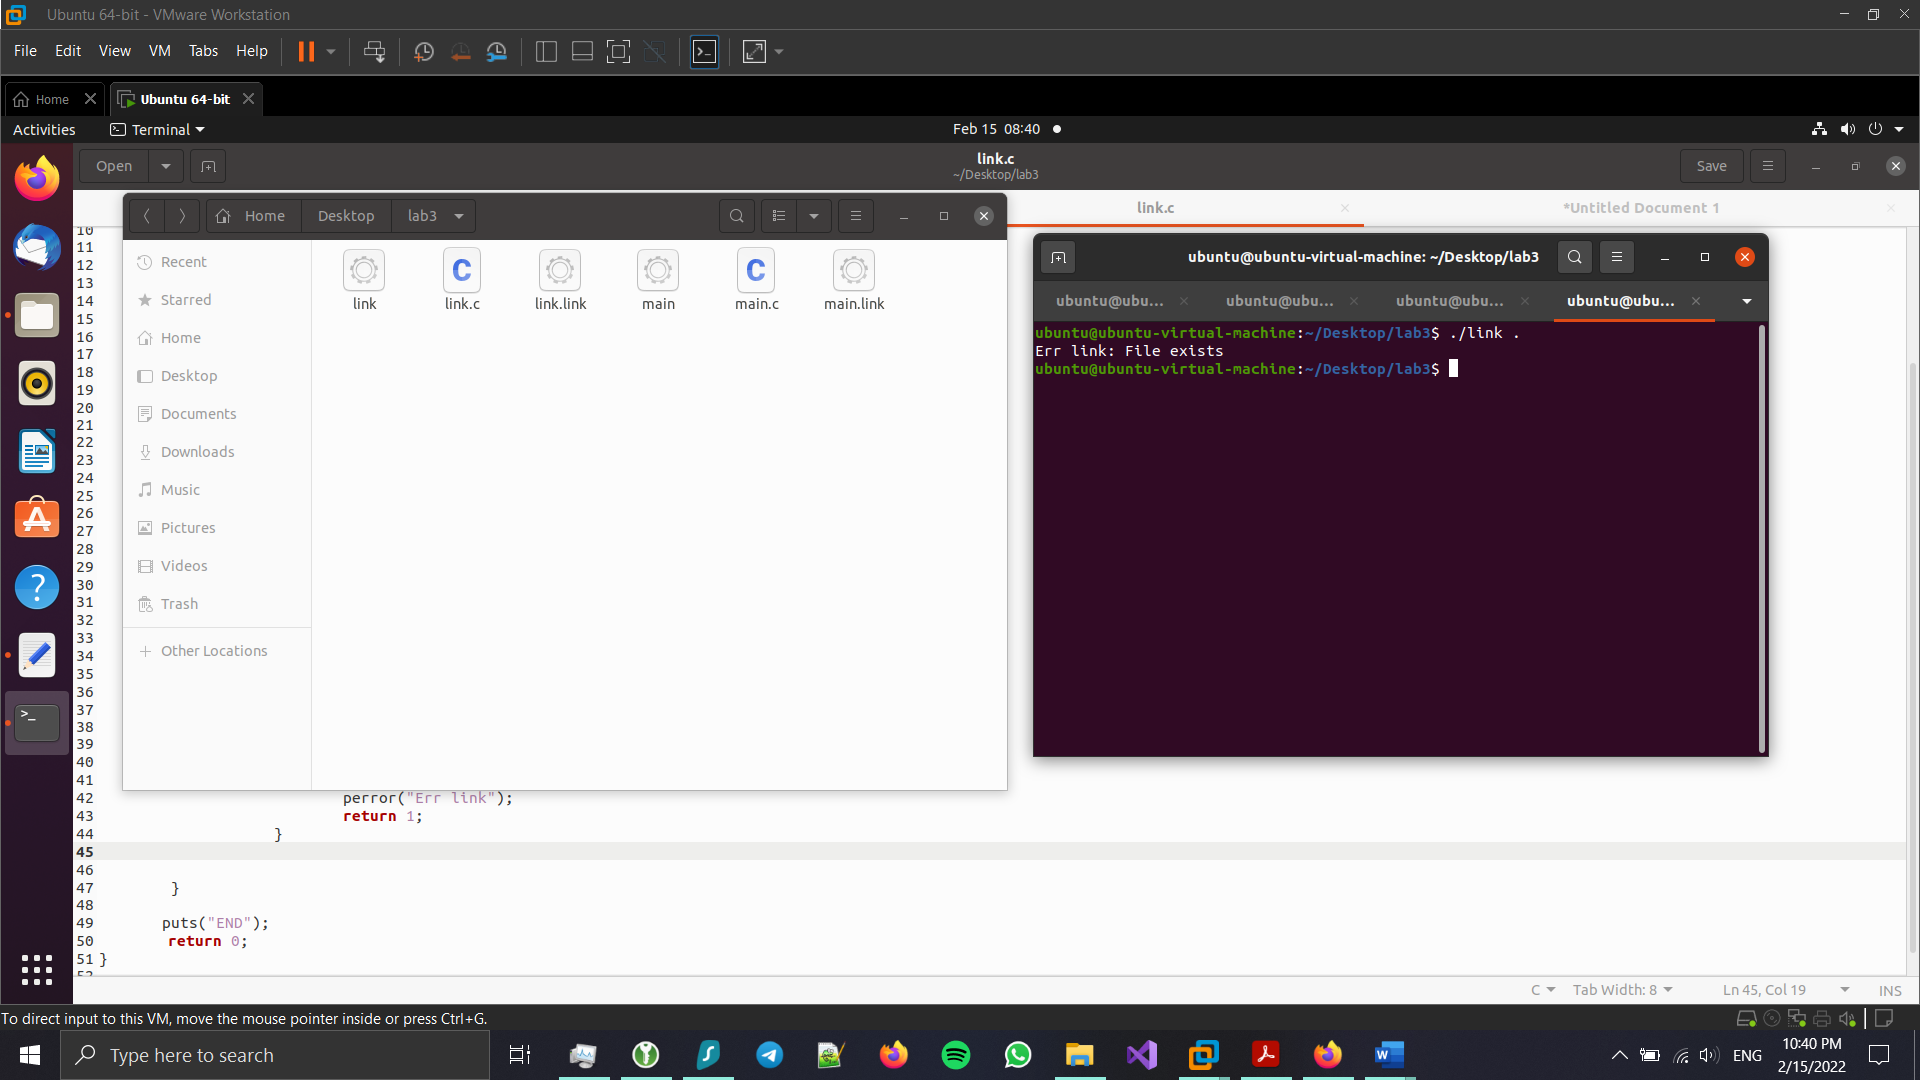 Ubuntu 64-bit - VMware Workstation
File Edit View VM Tabs Help
Home Ubuntu 64-bit
Activities Terminal Feb 15 08:40
Open link.c Save
~/Desktop/lab3
link.c *Untitled Document 1
Home Desktop lab3
Recent
Starred
Home
Desktop
Documents
Downloads
Music
Pictures
Videos
Trash
Other Locations
link link.c link.link main main.c main.link
ubuntu@ubuntu-virtual-machine: ~/Desktop/lab3
ubuntu@ubu... ubuntu@ubu... ubuntu@ubu... ubuntu@ubu...
ubuntu@ubuntu-virtual-machine:~/Desktop/lab3$ ./link .
Err link: File exists
ubuntu@ubuntu-virtual-machine:~/Desktop/lab3$
10
11
12
13
14
15
16
17
18
19
20
21
22
23
24
25
26
27
28
29
30
31
32
33
34
35
36
37
38
39
40
41
42 perror("Err link");
43 return 1;
44 }
45
46
47 }
48
49 puts("END");
50 return 0;
51 }
52
C Tab Width: 8 Ln 45, Col 19 INS
To direct input to this VM, move the mouse pointer inside or press Ctrl+G.
Type here to search
ENG 10:40 PM
2/15/2022